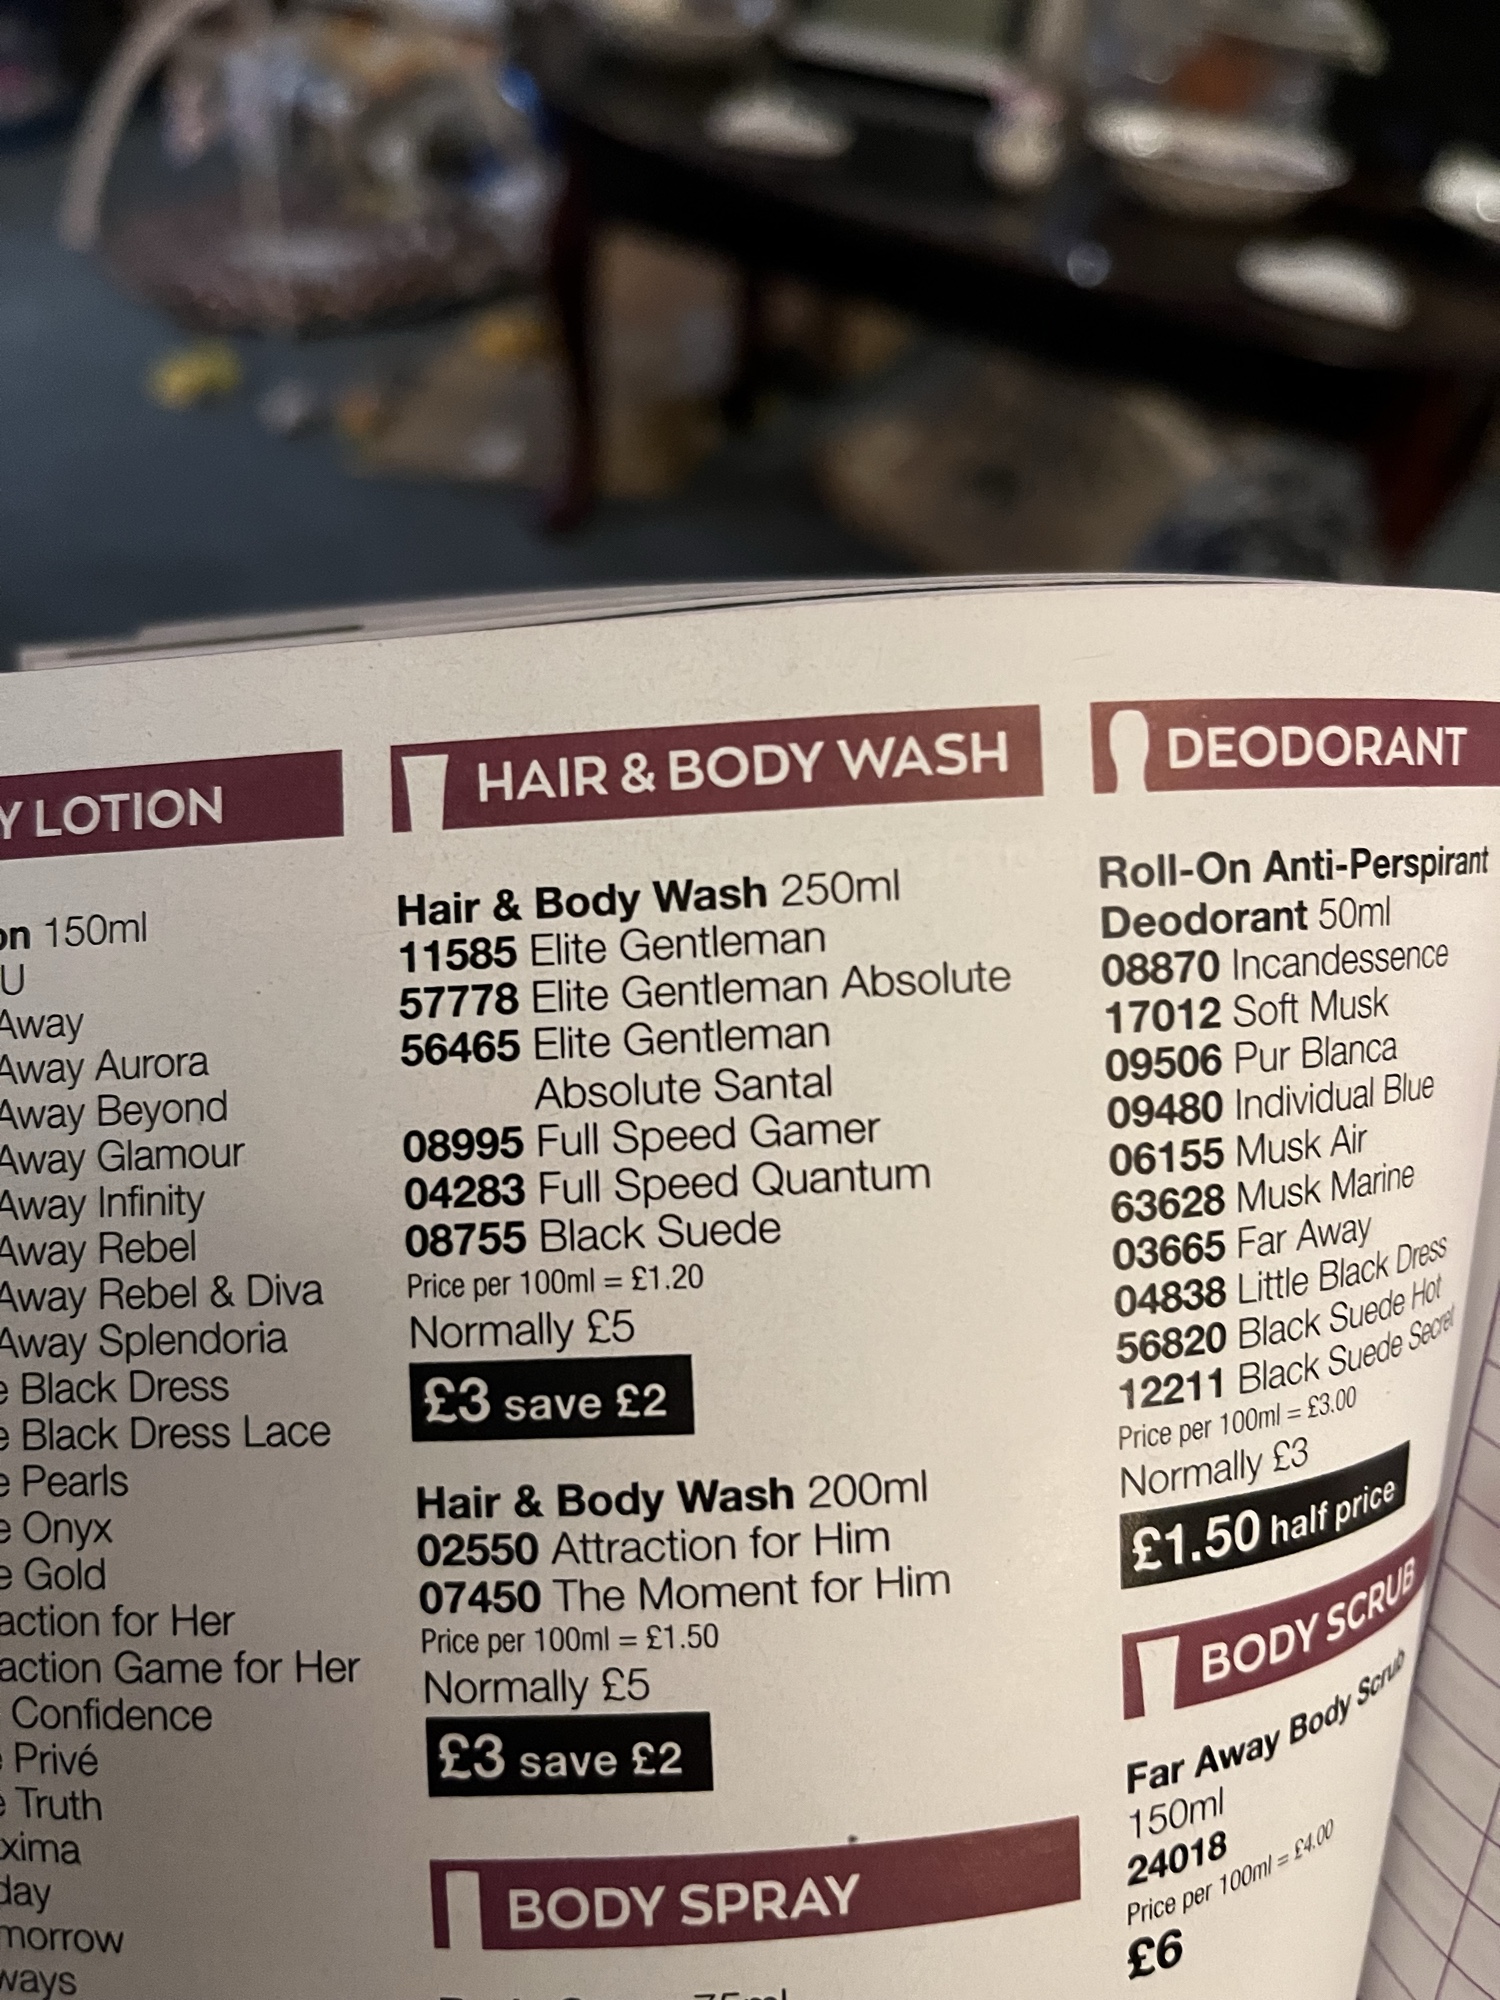 Y LOTION
on 150ml
U
Away
Away Aurora
Away Beyond
Away Glamour
Away Infinity
Away Rebel
Away Rebel & Diva
Away Splendoria
e Black Dress
e Black Dress Lace
e Pearls
e Onyx
e Gold
action for Her
action Game for Her
Confidence
e Privé
e Truth
xima
day
morrow
ways
HAIR & BODY WASH
Hair & Body Wash 250ml
11585 Elite Gentleman
57778 Elite Gentleman Absolute
56465 Elite Gentleman
Absolute Santal
08995 Full Speed Gamer
04283 Full Speed Quantum
08755 Black Suede
Price per 100ml = £1.20
Normally £5
£3 save £2
Hair & Body Wash 200ml
02550 Attraction for Him
07450 The Moment for Him
Price per 100ml = £1.50
Normally £5
£3 save £2
BODY SPRAY
75ml
DEODORANT
Roll-On Anti-Perspirant
Deodorant 50ml
08870 Incandessence
17012 Soft Musk
09506 Pur Blanca
09480 Individual Blue
06155 Musk Air
63628 Musk Marine
03665 Far Away
04838 Little Black Dress
56820 Black Suede Hot
12211 Black Suede Secret
Price per 100ml = £3.00
Normally £3
£1.50 half price
BODY SCRUB
Far Away Body Scrub
150ml
24018
Price per 100ml = £4.00
£6